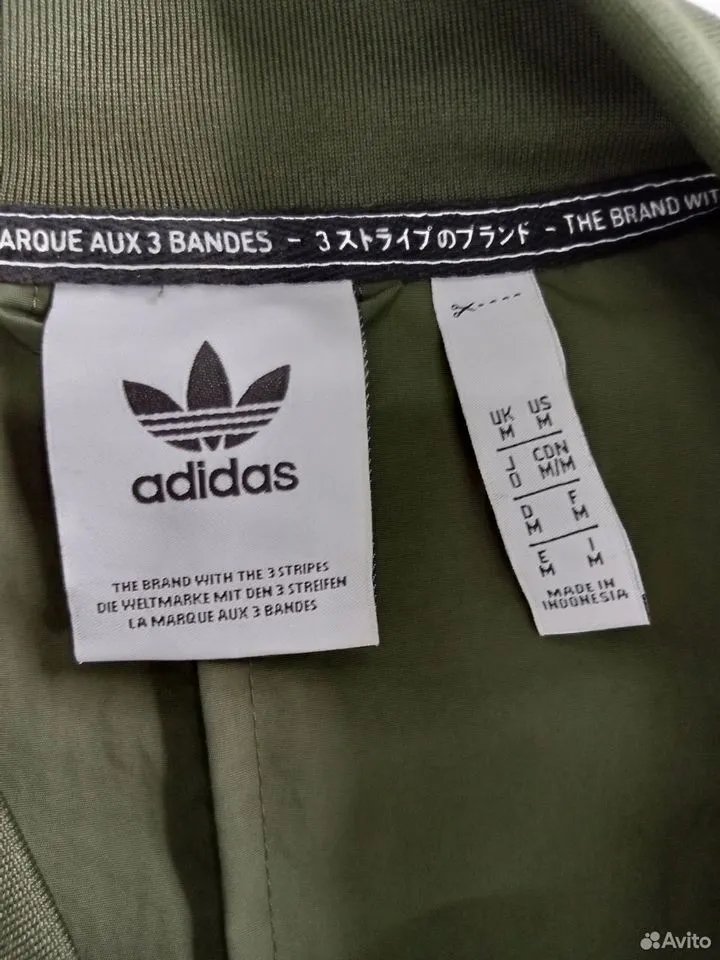 ARQUE AUX 3 BANDES - 3ストライプのブランド - THE BRAND WIT
adidas
THE BRAND WITH THE 3 STRIPES
DIE WELTMARKE MIT DEN 3 STREIFEN
LA MARQUE AUX 3 BANDES
UK US
M M
J CDN
O M/M
D F
M M
E I
M M
MADE IN
INDONESIA
Avito